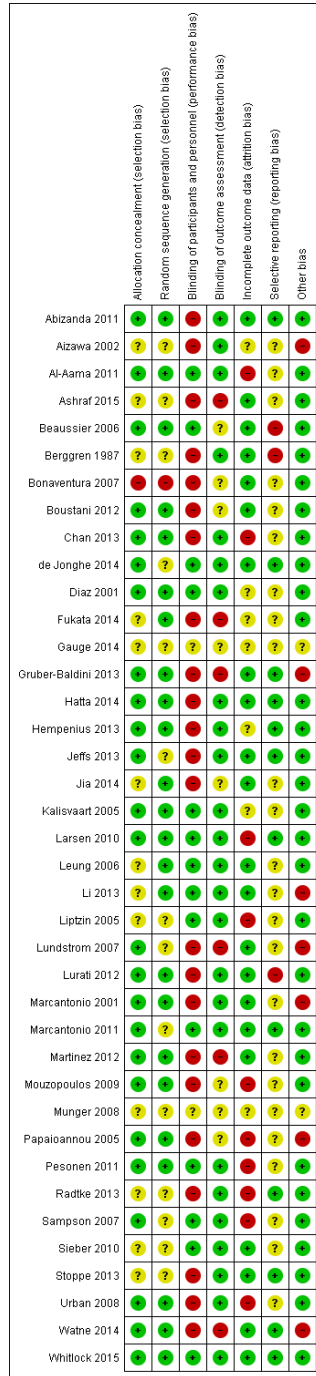 Allocation concealment (selection bias)
Random sequence generation (selection bias)
Blinding of participants and personnel (performance bias)
Blinding of outcome assessment (detection bias)
Incomplete outcome data (attrition bias)
Selective reporting (reporting bias)
Other bias
Abizanda 2011 + + - + + + +
Aizawa 2002 ? ? - + ? ? -
Al-Aama 2011 + + + + - ? +
Ashraf 2015 ? ? - - + ? +
Beaussier 2006 + + + ? + - +
Berggren 1987 ? ? - + + - +
Bonaventura 2007 - - - ? + ? +
Boustani 2012 + + - ? + ? +
Chan 2013 + + - + - ? +
de Jonghe 2014 + ? + + + + +
Diaz 2001 + + + + ? ? +
Fukata 2014 ? + - - ? ? +
Gauge 2014 ? ? ? ? ? ? ?
Gruber-Baldini 2013 + + - - + + -
Hatta 2014 + + - + + + +
Hempenius 2013 + + - + ? + +
Jeffs 2013 + ? - + + + +
Jia 2014 ? + - ? + ? +
Kalisvaart 2005 + + + + ? ? +
Larsen 2010 + + + + - + +
Leung 2006 ? + + + + ? +
Li 2013 ? + + + + ? -
Liptzin 2005 ? ? + + - ? +
Lundstrom 2007 + ? - - + ? -
Lurati 2012 + + - + + - +
Marcantonio 2001 + + - + + ? -
Marcantonio 2011 + ? + + + + +
Martinez 2012 + + - - + ? +
Mouzopoulos 2009 + + - ? - ? +
Munger 2008 ? ? ? ? ? ? ?
Papaioannou 2005 + + - ? - ? -
Pesonen 2011 + + + + - ? +
Radtke 2013 ? ? - + - + +
Sampson 2007 + ? + + - ? +
Sieber 2010 ? ? + + + ? +
Stoppe 2013 ? ? - + + + +
Urban 2008 + + - + - ? +
Watne 2014 + + - - + + -
Whitlock 2015 + + + + + + +